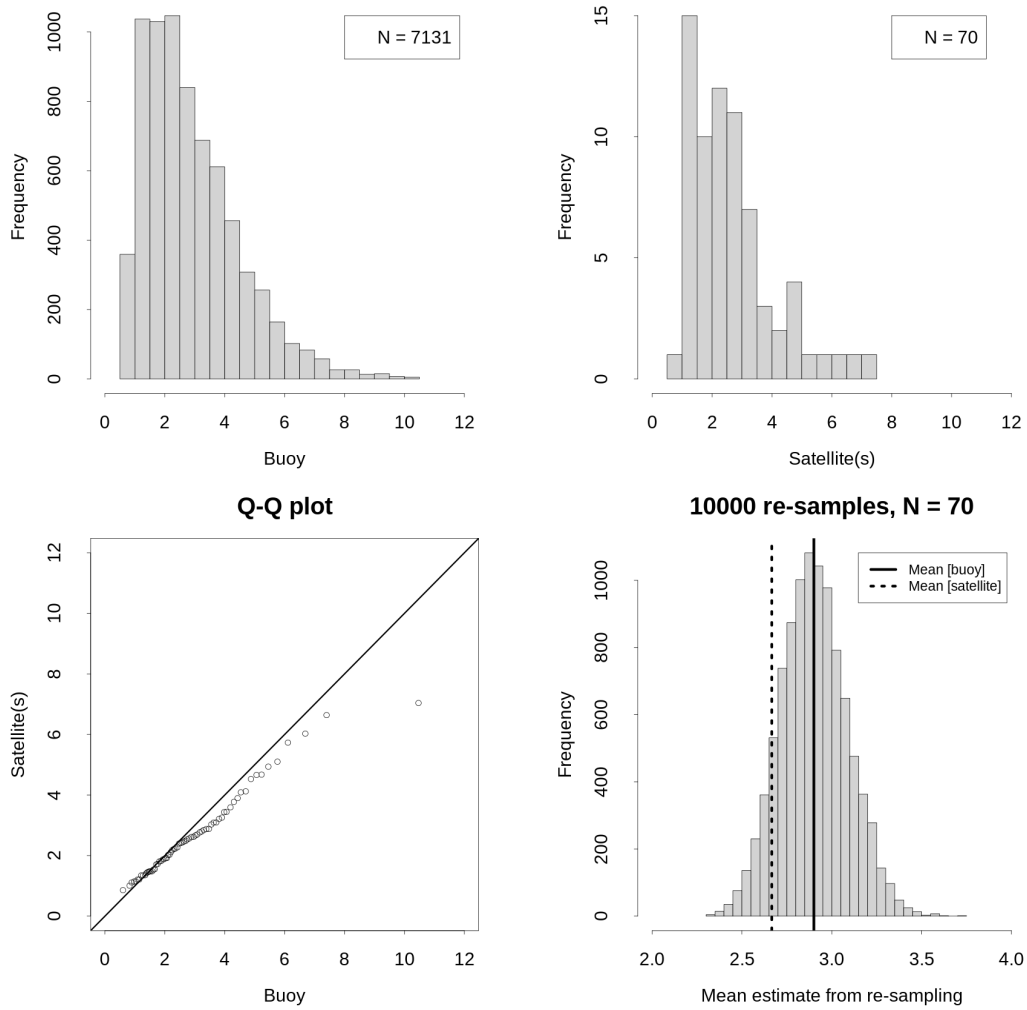 N = 7131
Frequency
0 200 400 600 800 1000
0 2 4 6 8 10 12
Buoy
N = 70
Frequency
0 5 10 15
0 2 4 6 8 10 12
Satellite(s)
Q-Q plot
Satellite(s)
0 2 4 6 8 10 12
0 2 4 6 8 10 12
Buoy
10000 re-samples, N = 70
Mean [buoy]
Mean [satellite]
Frequency
0 200 400 600 800 1000
2.0 2.5 3.0 3.5 4.0
Mean estimate from re-sampling